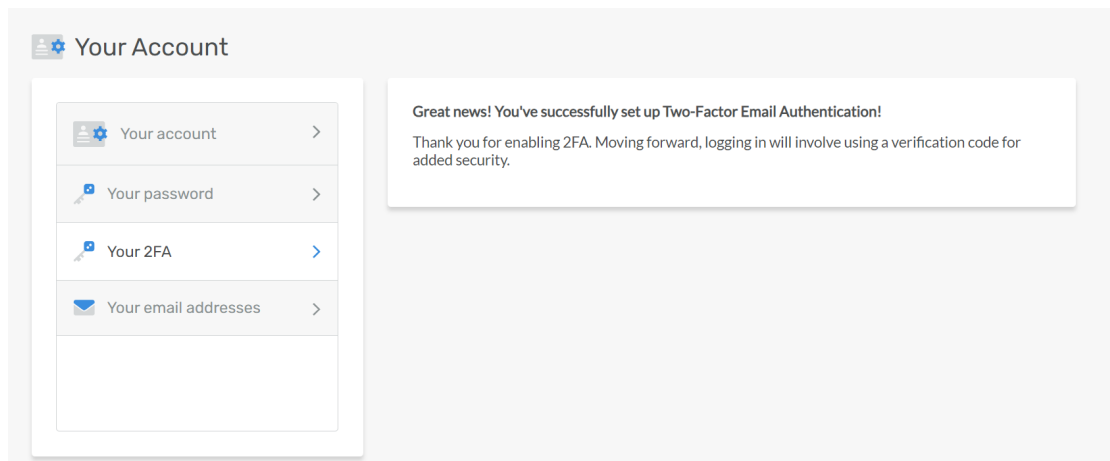 Your Account
Your account
Your password
Your 2FA
Your email addresses
Great news! You've successfully set up Two-Factor Email Authentication!
Thank you for enabling 2FA. Moving forward, logging in will involve using a verification code for
added security.